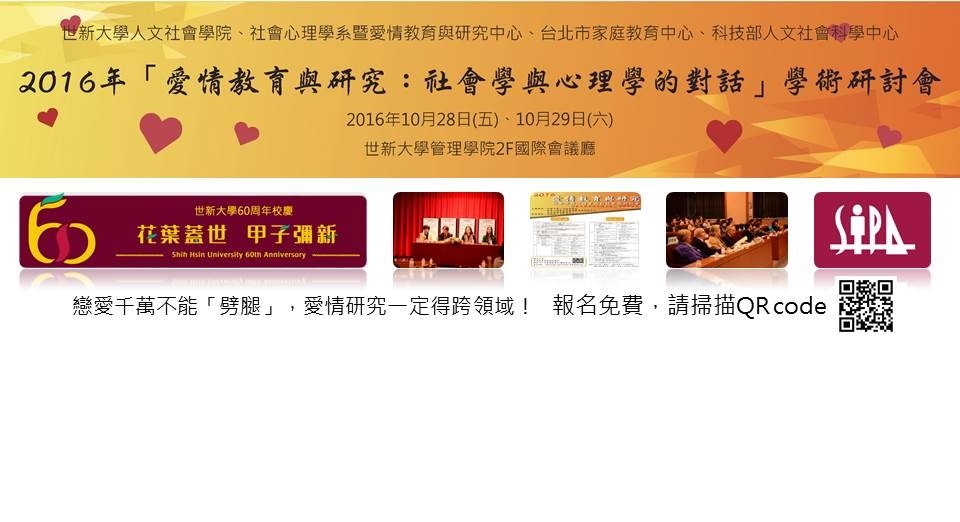 世新大學人文社會學院、社會心理學系暨愛情教育與研究中心、台北市家庭教育中心、科技部人文社會科學中心
2016年「愛情教育與研究：社會學與心理學的對話」學術研討會
2016年10月28日(五)、10月29日(六)
世新大學管理學院2F國際會議廳
60
世新大學60周年校慶
花葉蓋世 甲子彌新
Shih Hsin University 60th Anniversary
2016
愛情教育與研究
SIPA
戀愛千萬不能「劈腿」，愛情研究一定得跨領域！ 報名免費，請掃描QR code